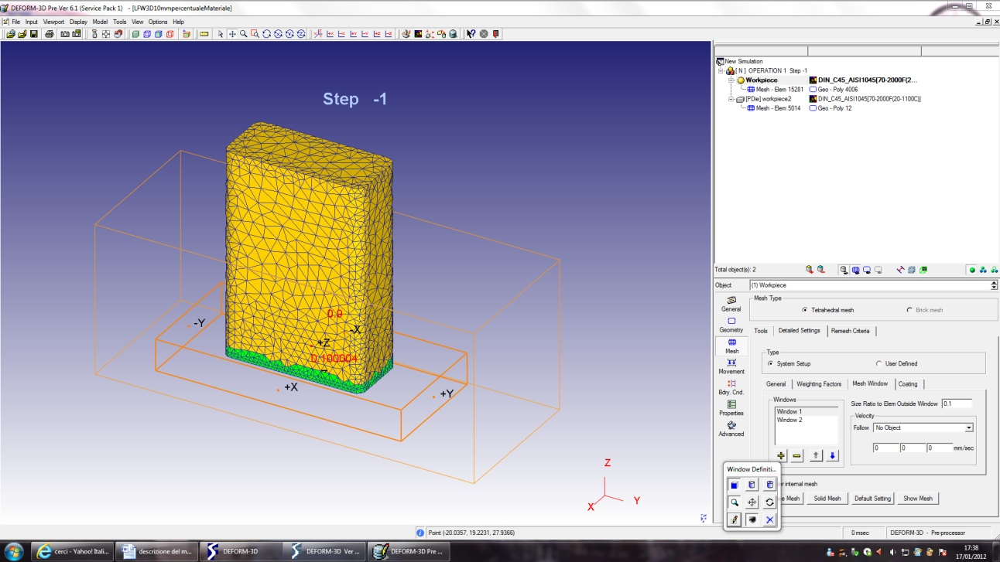 DEFORM-3D Pre Ver 6.1 (Service Pack 1) - [LFW3D10mmpercentualeMateriale]
File Input Viewport Display Model Tools View Options Help
Step -1
-Y
0.0
-X
+Z
0.100004
+X
+Y
Z
X
Y
New Simulation
[ N ] OPERATION 1 Step -1
Workpiece DIN_C45_AISI1045[70-2000F(2...
Mesh - Elem 15281 Geo - Poly 4006
[PDie] workpiece2 DIN_C45_AISI1045[70-2000F(20-1100C)]
Mesh - Elem 5014 Geo - Poly 12
Total object(s): 2
Object (1) Workpiece
General
Geometry
Mesh
Movement
Bdry. Cnd.
Properties
Advanced
Mesh Type
Tetrahedral mesh Brick mesh
Tools Detailed Settings Remesh Criteria
Type
System Setup User Defined
General Weighting Factors Mesh Window Coating
Windows
Window 1
Window 2
Size Ratio to Elem Outside Window 0.1
Velocity
Follow No Object
0 0 0 mm/sec
Window Definiti...
internal mesh
Mesh Solid Mesh Default Setting Show Mesh
Point (-20.0357, 19.2231, 27.9366)
0 msec
DEFORM-3D - Pre-processor
cerci - Yahoo! Itali...
descrizione del m...
DEFORM-3D
DEFORM-3D Ver ...
DEFORM-3D Pre ...
17:38
17/01/2012